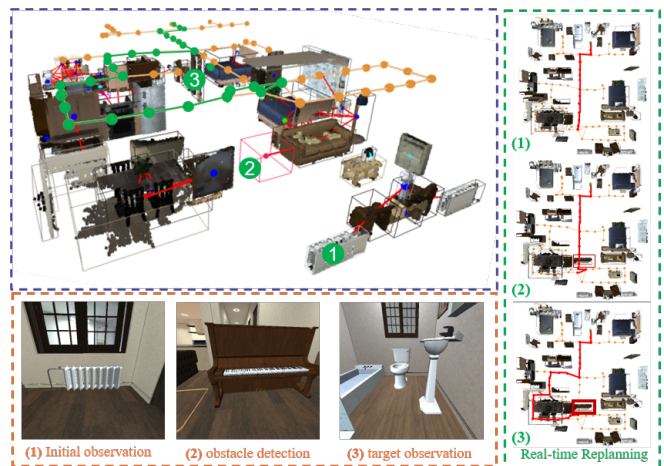 3
2
1
(1)
(2)
(3)
Real-time Replanning
(1) Initial observation
(2) obstacle detection
(3) target observation